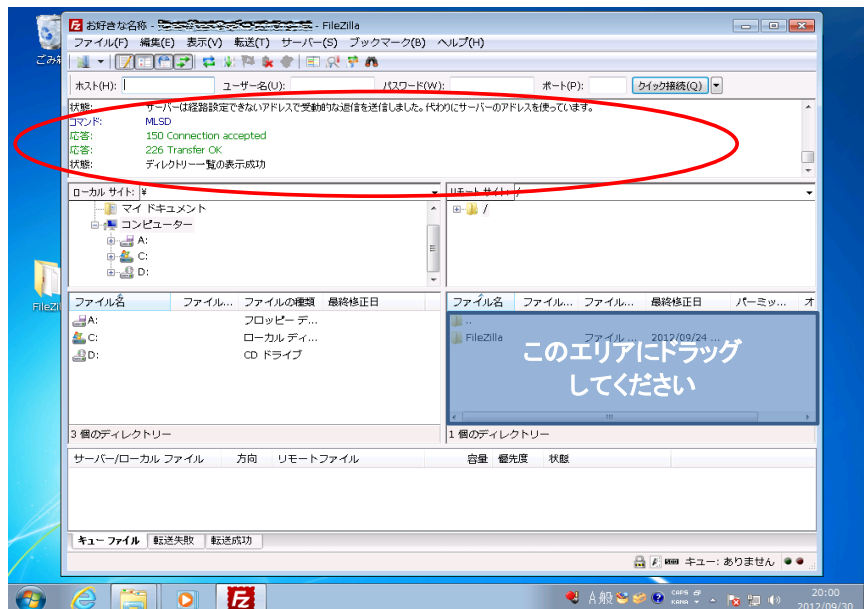 お好きな名称 - - FileZilla
ファイル(F) 編集(E) 表示(V) 転送(T) サーバー(S) ブックマーク(B) ヘルプ(H)
ごみ
ホスト(H): ユーザー名(U): パスワード(W): ポート(P): クイック接続(Q)
状態: サーバーは経路設定できないアドレスで受動的な返信を送信しました。代わりにサーバーのアドレスを使っています。
コマンド: MLSD
応答: 150 Connection accepted
応答: 226 Transfer OK
状態: ディレクトリー一覧の表示成功
ローカル サイト: ¥
リモート サイト: /
マイ ドキュメント
コンピューター
A:
C:
D:
/
FileZi
ファイル名 ファイル... ファイルの種類 最終修正日
A: フロッピー デ...
C: ローカル ディ...
D: CD ドライブ
3 個のディレクトリー
ファイル名 ファイル... ファイル... 最終修正日 パーミッ... オ
..
FileZilla ファイル ... 2012/09/24 ...
このエリアにドラッグ
してください
1 個のディレクトリー
サーバー/ローカル ファイル 方向 リモートファイル 容量 優先度 状態
キュー ファイル 転送失敗 転送成功
キュー: ありません
A 般 CAPS KANA
20:00
2012/09/30